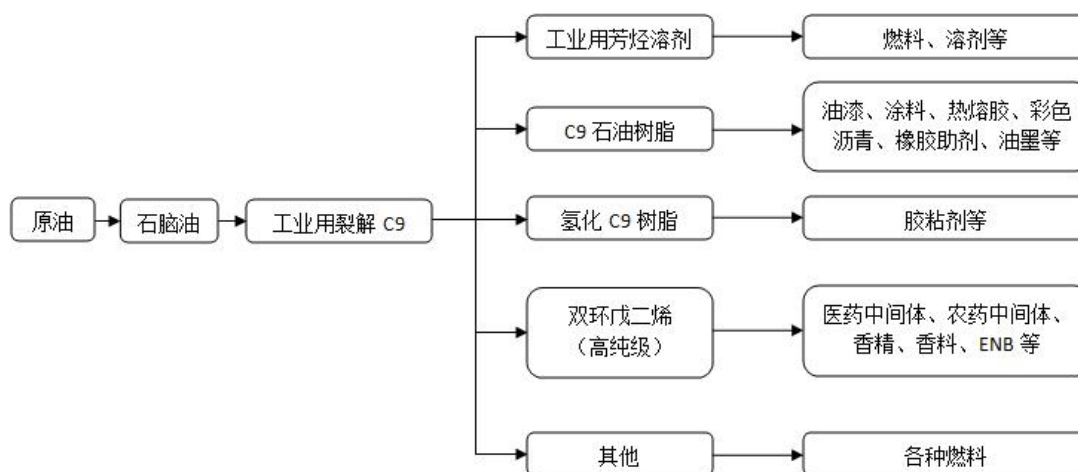 原油
石脑油
工业用裂解 C9
工业用芳烃溶剂
燃料、溶剂等
C9 石油树脂
油漆、涂料、热熔胶、彩色
沥青、橡胶助剂、油墨等
氢化 C9 树脂
胶粘剂等
双环戊二烯
（高纯级）
医药中间体、农药中间体、
香精、香料、ENB 等
其他
各种燃料